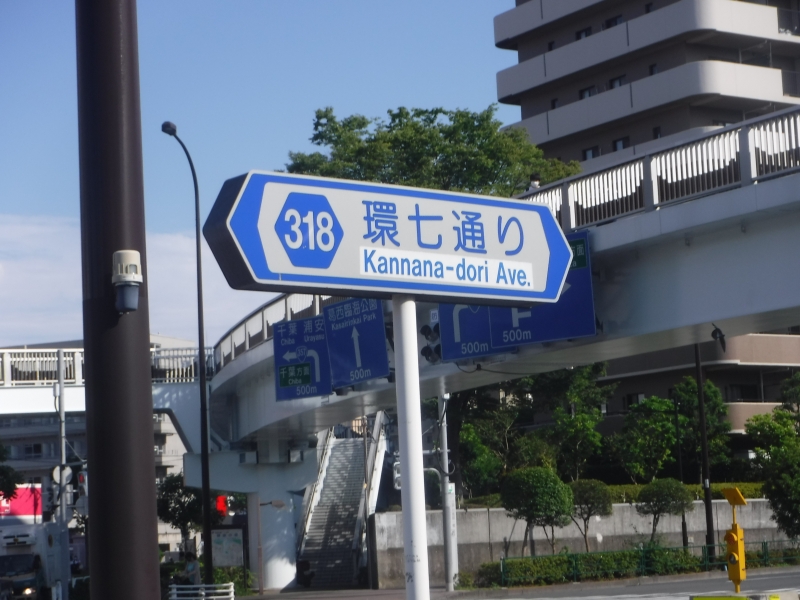 318
環七通り
Kannana-dori Ave.
千葉 浦安
Chiba Urayasu
千葉方面
Chiba
500m
葛西臨海公園
Kasairinkai Park
500m
500m
500m